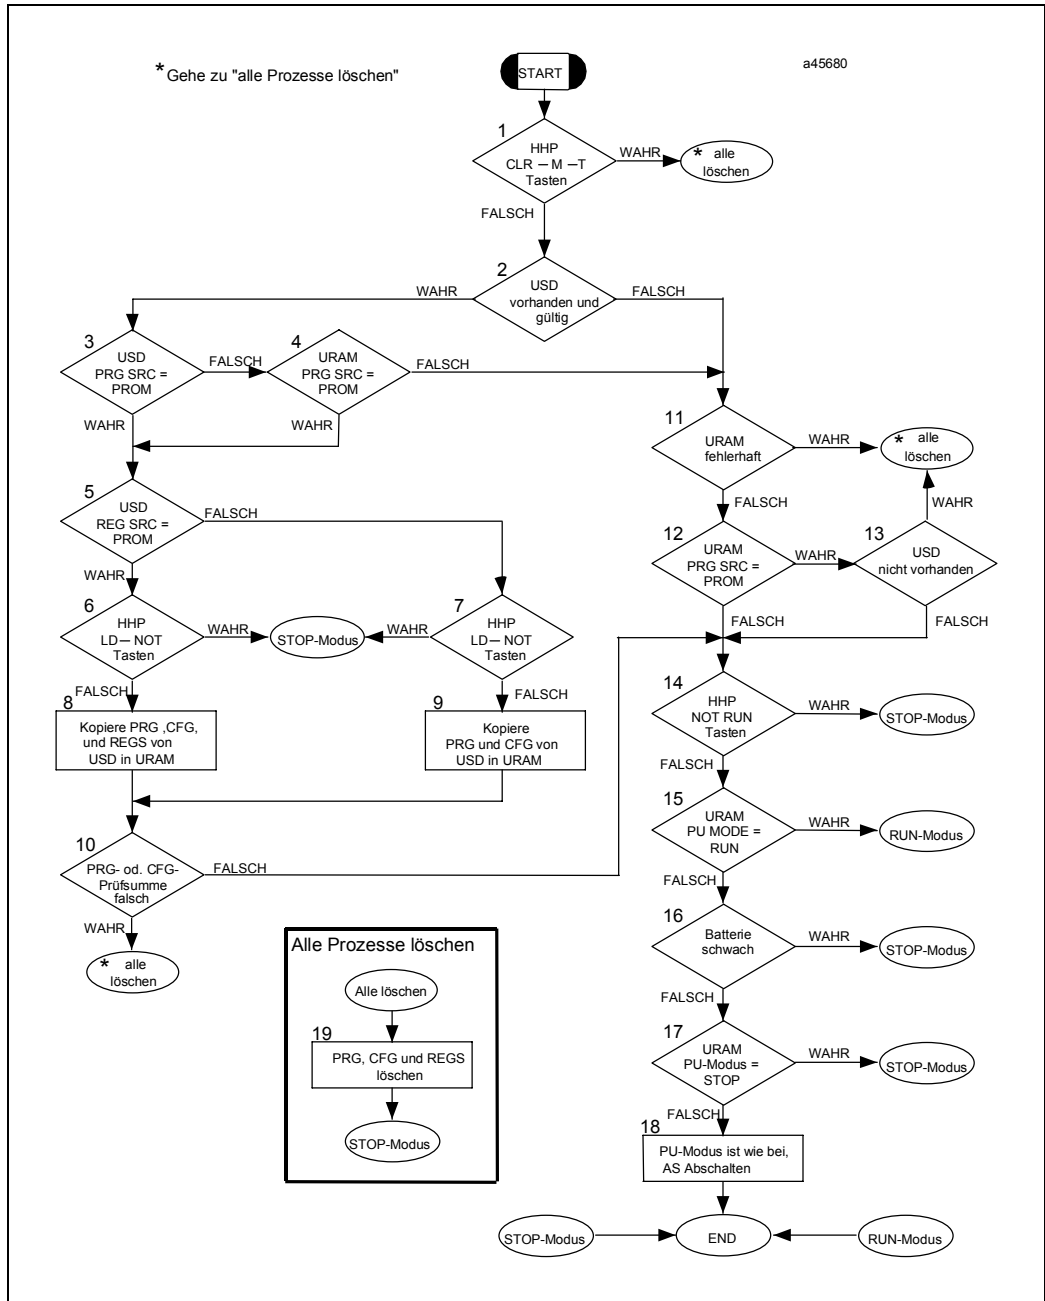 * Gehe zu "alle Prozesse löschen"
START
a45680
1
HHP
CLR — M —T
Tasten
WAHR
* alle
löschen
FALSCH
2
USD
vorhanden und
gültig
WAHR
FALSCH
3
USD
PRG SRC =
PROM
FALSCH
4
URAM
PRG SRC =
PROM
FALSCH
WAHR
WAHR
11
URAM
fehlerhaft
WAHR
* alle
löschen
FALSCH
WAHR
5
USD
REG SRC =
PROM
FALSCH
WAHR
12
URAM
PRG SRC =
PROM
WAHR
13
USD
nicht vorhanden
FALSCH
FALSCH
6
HHP
LD— NOT
Tasten
WAHR
STOP-Modus
WAHR
7
HHP
LD— NOT
Tasten
FALSCH
FALSCH
8
Kopiere PRG ,CFG,
und REGS von
USD in URAM
9
Kopiere
PRG und CFG von
USD in URAM
14
HHP
NOT RUN
Tasten
WAHR
STOP-Modus
FALSCH
15
URAM
PU MODE =
RUN
WAHR
RUN-Modus
FALSCH
10
PRG- od. CFG-
Prüfsumme
falsch
FALSCH
WAHR
* alle
löschen
16
Batterie
schwach
WAHR
STOP-Modus
FALSCH
17
URAM
PU-Modus =
STOP
WAHR
STOP-Modus
FALSCH
18
PU-Modus ist wie bei,
AS Abschalten
Alle Prozesse löschen
Alle löschen
19
PRG, CFG und REGS
löschen
STOP-Modus
STOP-Modus
END
RUN-Modus